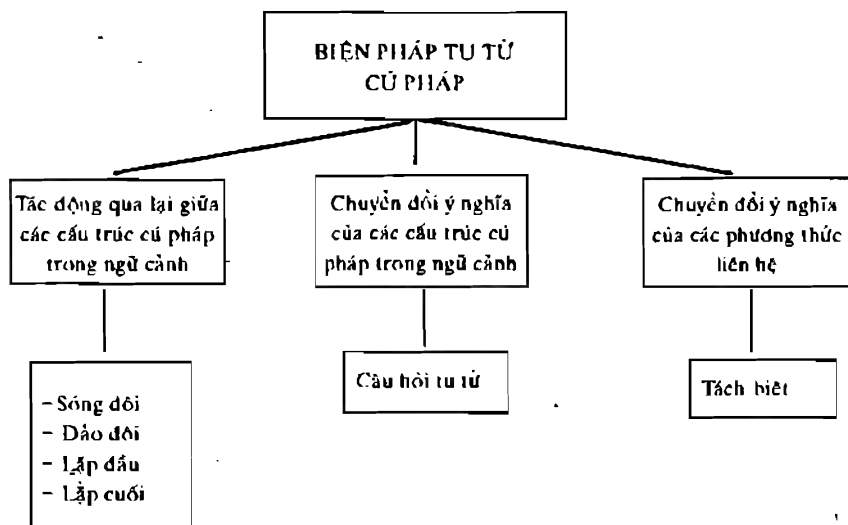 BIỆN PHÁP TU TỪ
CÚ PHÁP
Tác động qua lại giữa
các cấu trúc cú pháp
trong ngữ cảnh
Chuyển đổi ý nghĩa
của các cấu trúc cú
pháp trong ngữ cảnh
Chuyển đổi ý nghĩa
của các phương thức
liên hệ
- Sóng đôi
- Đảo đôi
- Lặp đầu
- Lặp cuối
Câu hỏi tu từ
Tách biệt